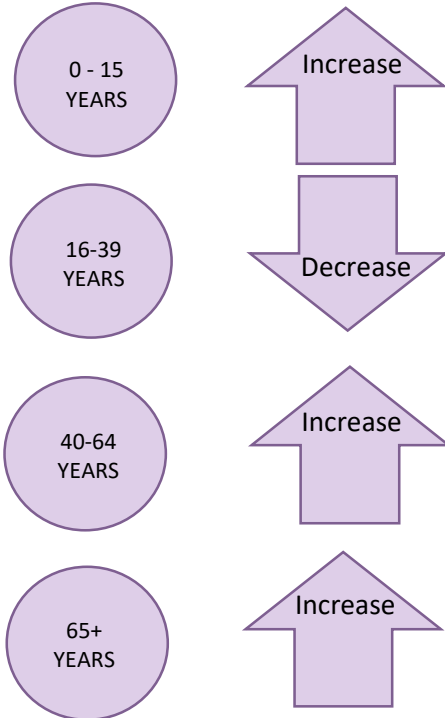 0 - 15
YEARS
Increase
16-39
YEARS
Decrease
40-64
YEARS
Increase
65+
YEARS
Increase